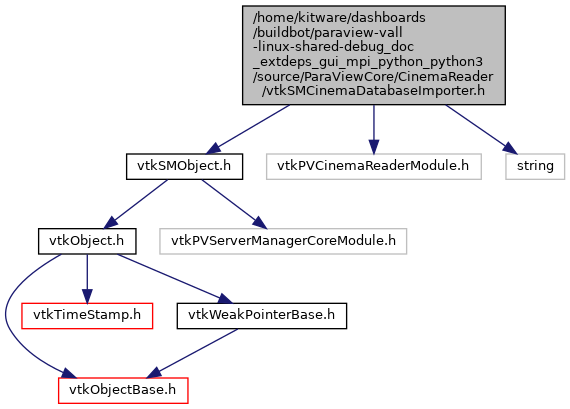 /home/kitware/dashboards
/buildbot/paraview-vall
-linux-shared-debug_doc
_extdeps_gui_mpi_python_python3
/source/ParaViewCore/CinemaReader
/vtkSMCinemaDatabaseImporter.h
vtkSMObject.h
vtkPVCinemaReaderModule.h
string
vtkObject.h
vtkPVServerManagerCoreModule.h
vtkTimeStamp.h
vtkWeakPointerBase.h
vtkObjectBase.h